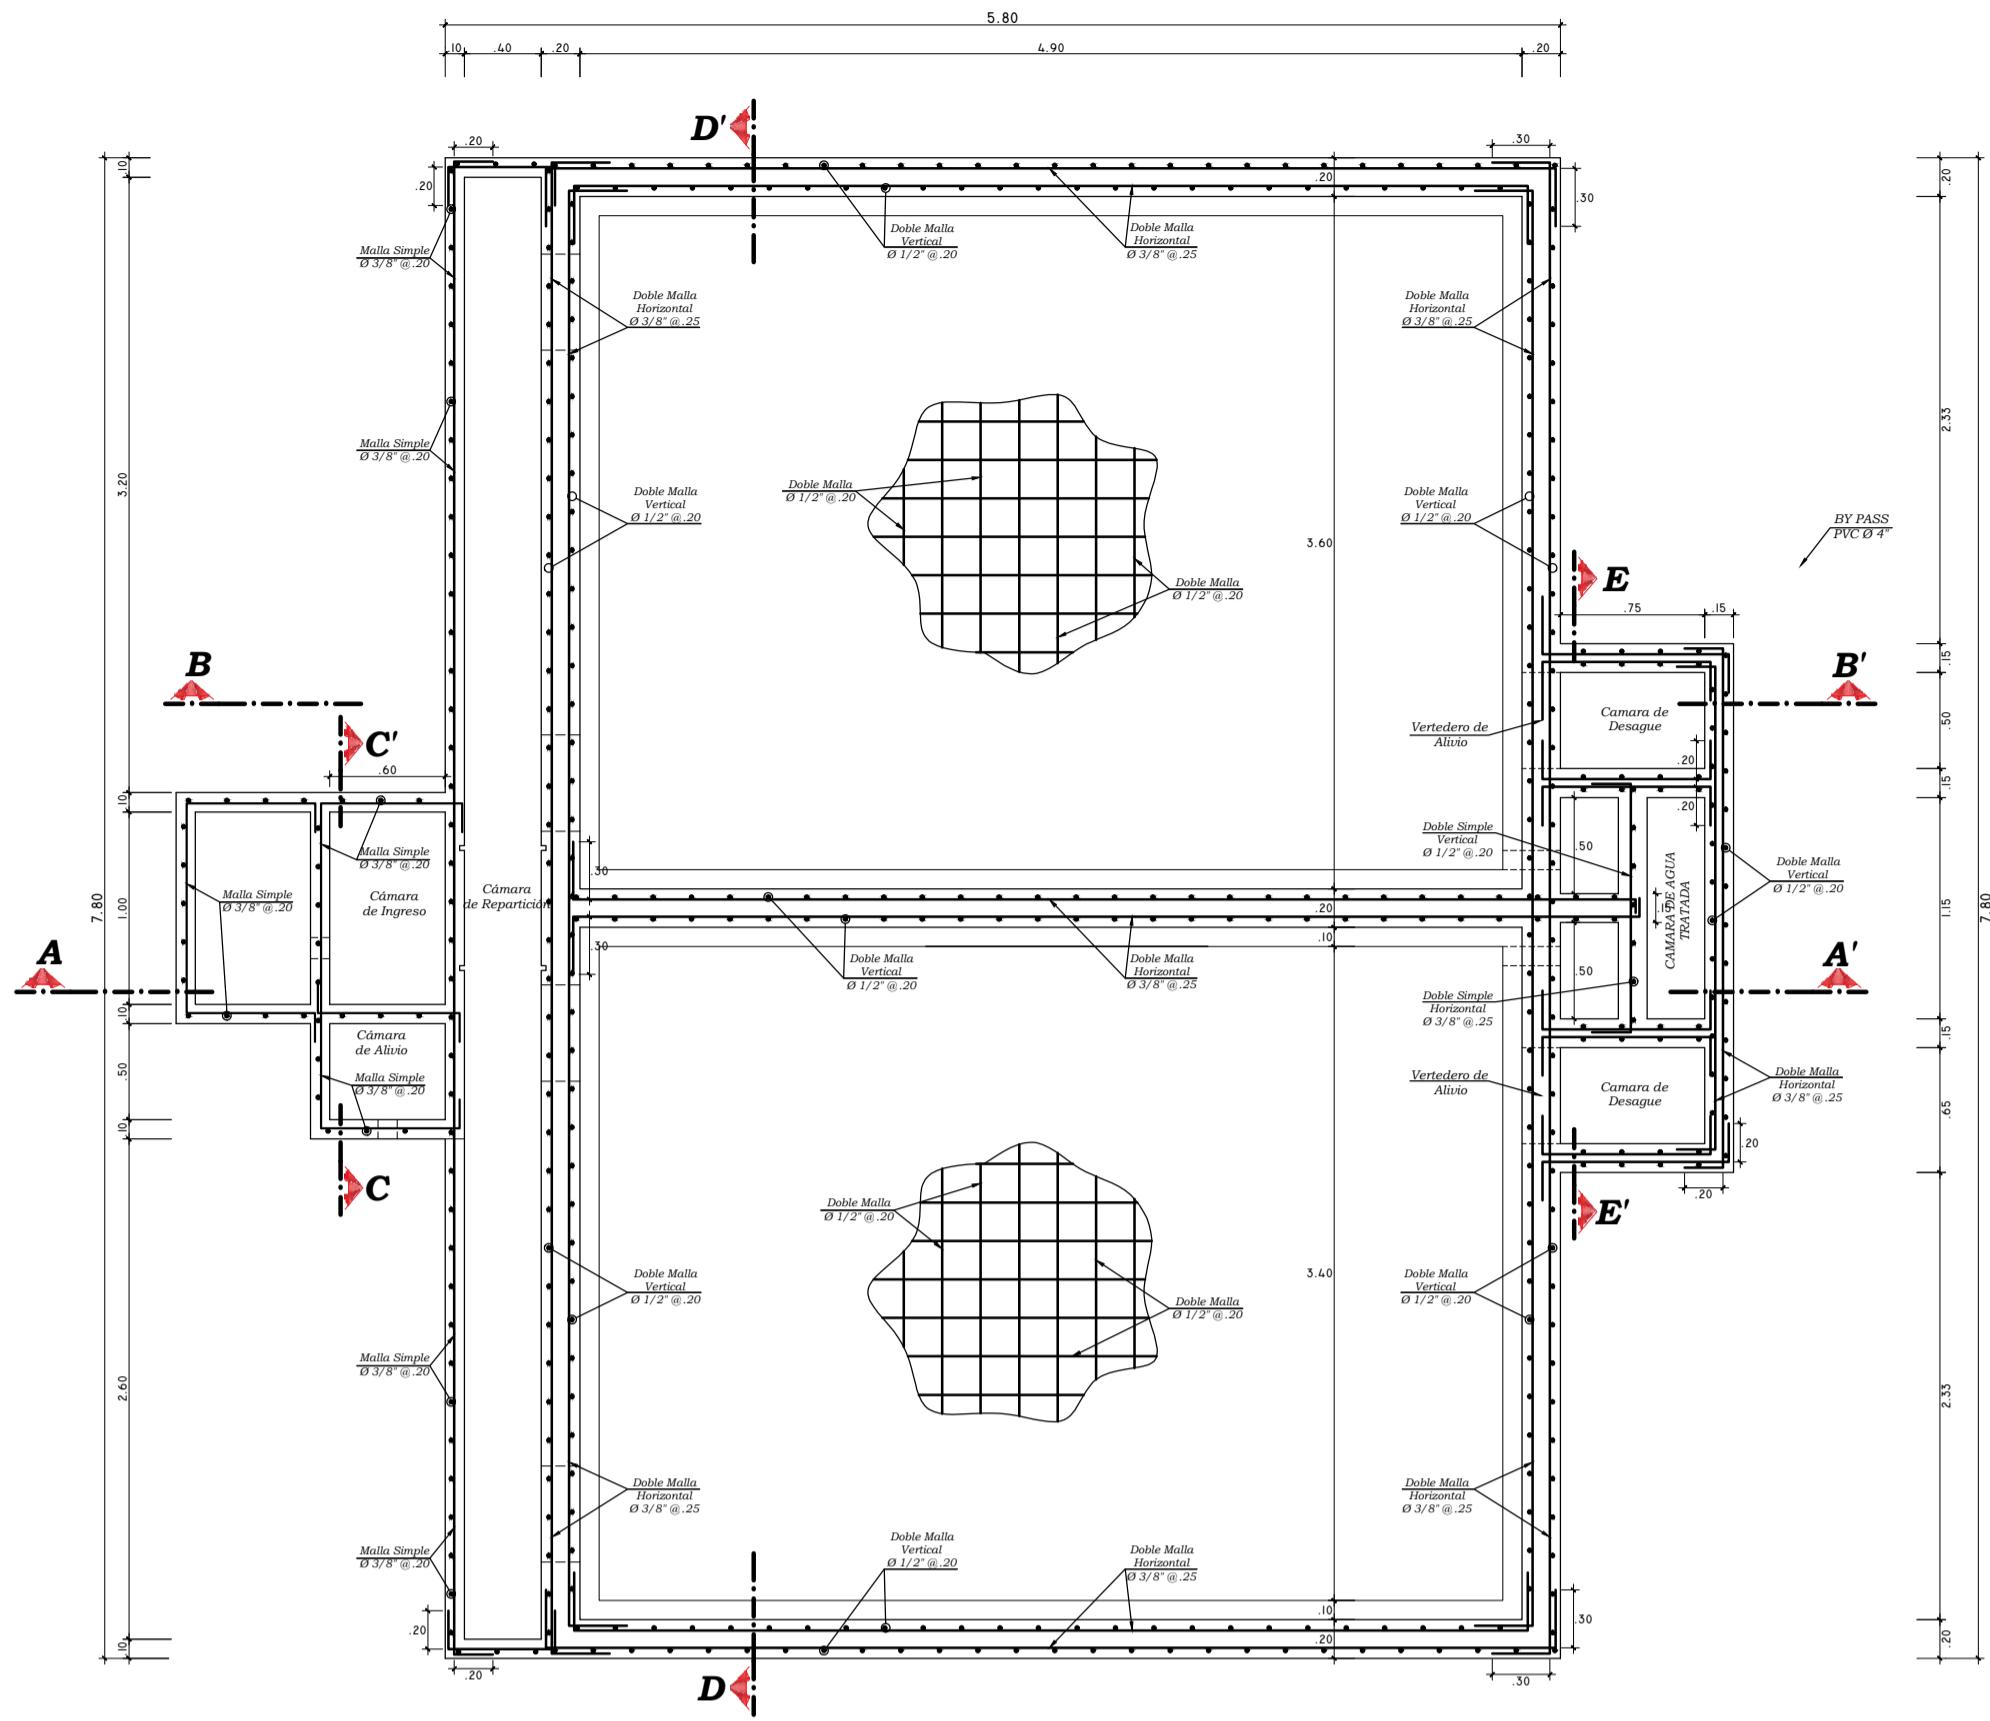 5.80
.10
.40
.20
4.90
.20
D'
.20
.30
.10
.20
.20
.20
.30
Malla Simple
Ø 3/8" @.20
Doble Malla
Vertical
Ø 1/2" @.20
Doble Malla
Horizontal
Ø 3/8" @.25
Doble Malla
Horizontal
Ø 3/8" @.25
Doble Malla
Horizontal
Ø 3/8" @.25
Malla Simple
Ø 3/8" @.20
3.20
2.33
Doble Malla
Vertical
Ø 1/2" @.20
Doble Malla
Ø 1/2" @.20
Doble Malla
Vertical
Ø 1/2" @.20
BY PASS
PVC Ø 4"
3.60
Doble Malla
Ø 1/2" @.20
E
.75
.15
B
B'
.15
C'
.60
Vertedero de
Alivio
Camara de
Desague
.50
.20
.15
.10
.20
Malla Simple
Ø 3/8" @.20
Doble Simple
Vertical
Ø 1/2" @.20
.50
Doble Malla
Vertical
Ø 1/2" @.20
.30
Malla Simple
Ø 3/8" @.20
Cámara
de Ingreso
Cámara
de Repartición
7.80
1.00
.20
.15
CAMARA DE AGUA
TRATADA
1.15
7.80
A
.30
.10
A'
Doble Malla
Vertical
Ø 1/2" @.20
Doble Malla
Horizontal
Ø 3/8" @.25
.50
Doble Simple
Horizontal
Ø 3/8" @.25
.10
.15
Cámara
de Alivio
.50
Malla Simple
Ø 3/8" @.20
Vertedero de
Alivio
Camara de
Desague
Doble Malla
Horizontal
Ø 3/8" @.25
.65
.10
.20
C
.20
E'
Doble Malla
Ø 1/2" @.20
Doble Malla
Vertical
Ø 1/2" @.20
3.40
Doble Malla
Vertical
Ø 1/2" @.20
Doble Malla
Ø 1/2" @.20
Malla Simple
Ø 3/8" @.20
2.60
2.33
Doble Malla
Horizontal
Ø 3/8" @.25
Doble Malla
Horizontal
Ø 3/8" @.25
Malla Simple
Ø 3/8" @.20
Doble Malla
Vertical
Ø 1/2" @.20
Doble Malla
Horizontal
Ø 3/8" @.25
.20
.10
.30
.10
.20
.20
.20
D
.30